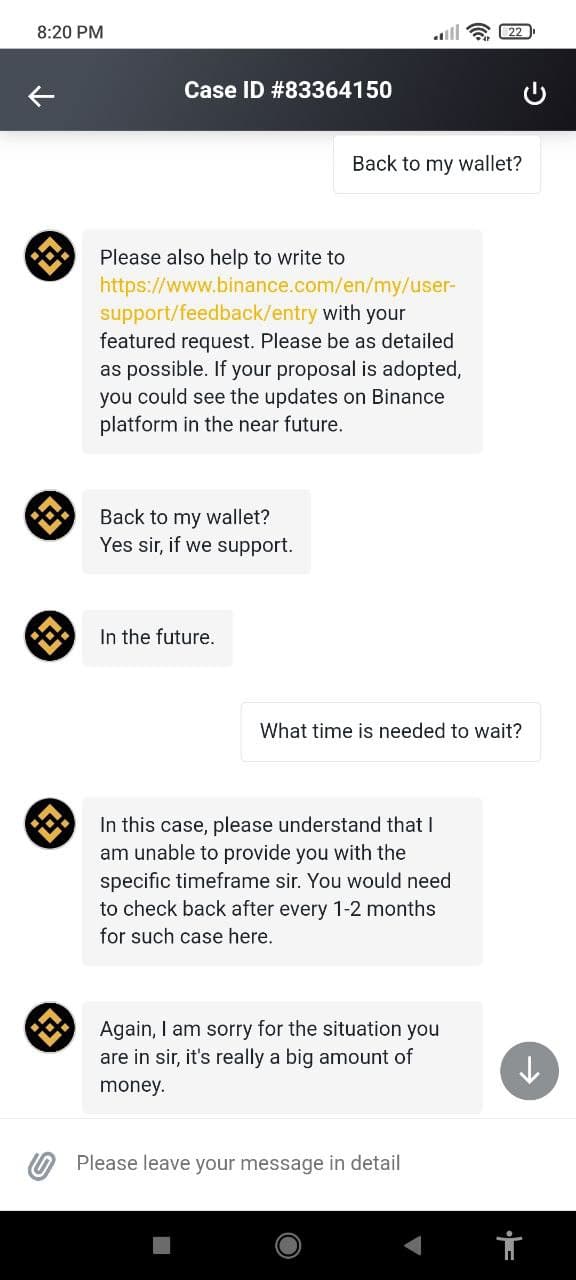 8:20 PM
22
Case ID #83364150
Back to my wallet?
Please also help to write to
https://www.binance.com/en/my/user-
support/feedback/entry with your
featured request. Please be as detailed
as possible. If your proposal is adopted,
you could see the updates on Binance
platform in the near future.
Back to my wallet?
Yes sir, if we support.
In the future.
What time is needed to wait?
In this case, please understand that I
am unable to provide you with the
specific timeframe sir. You would need
to check back after every 1-2 months
for such case here.
Again, I am sorry for the situation you
are in sir, it's really a big amount of
money.
Please leave your message in detail